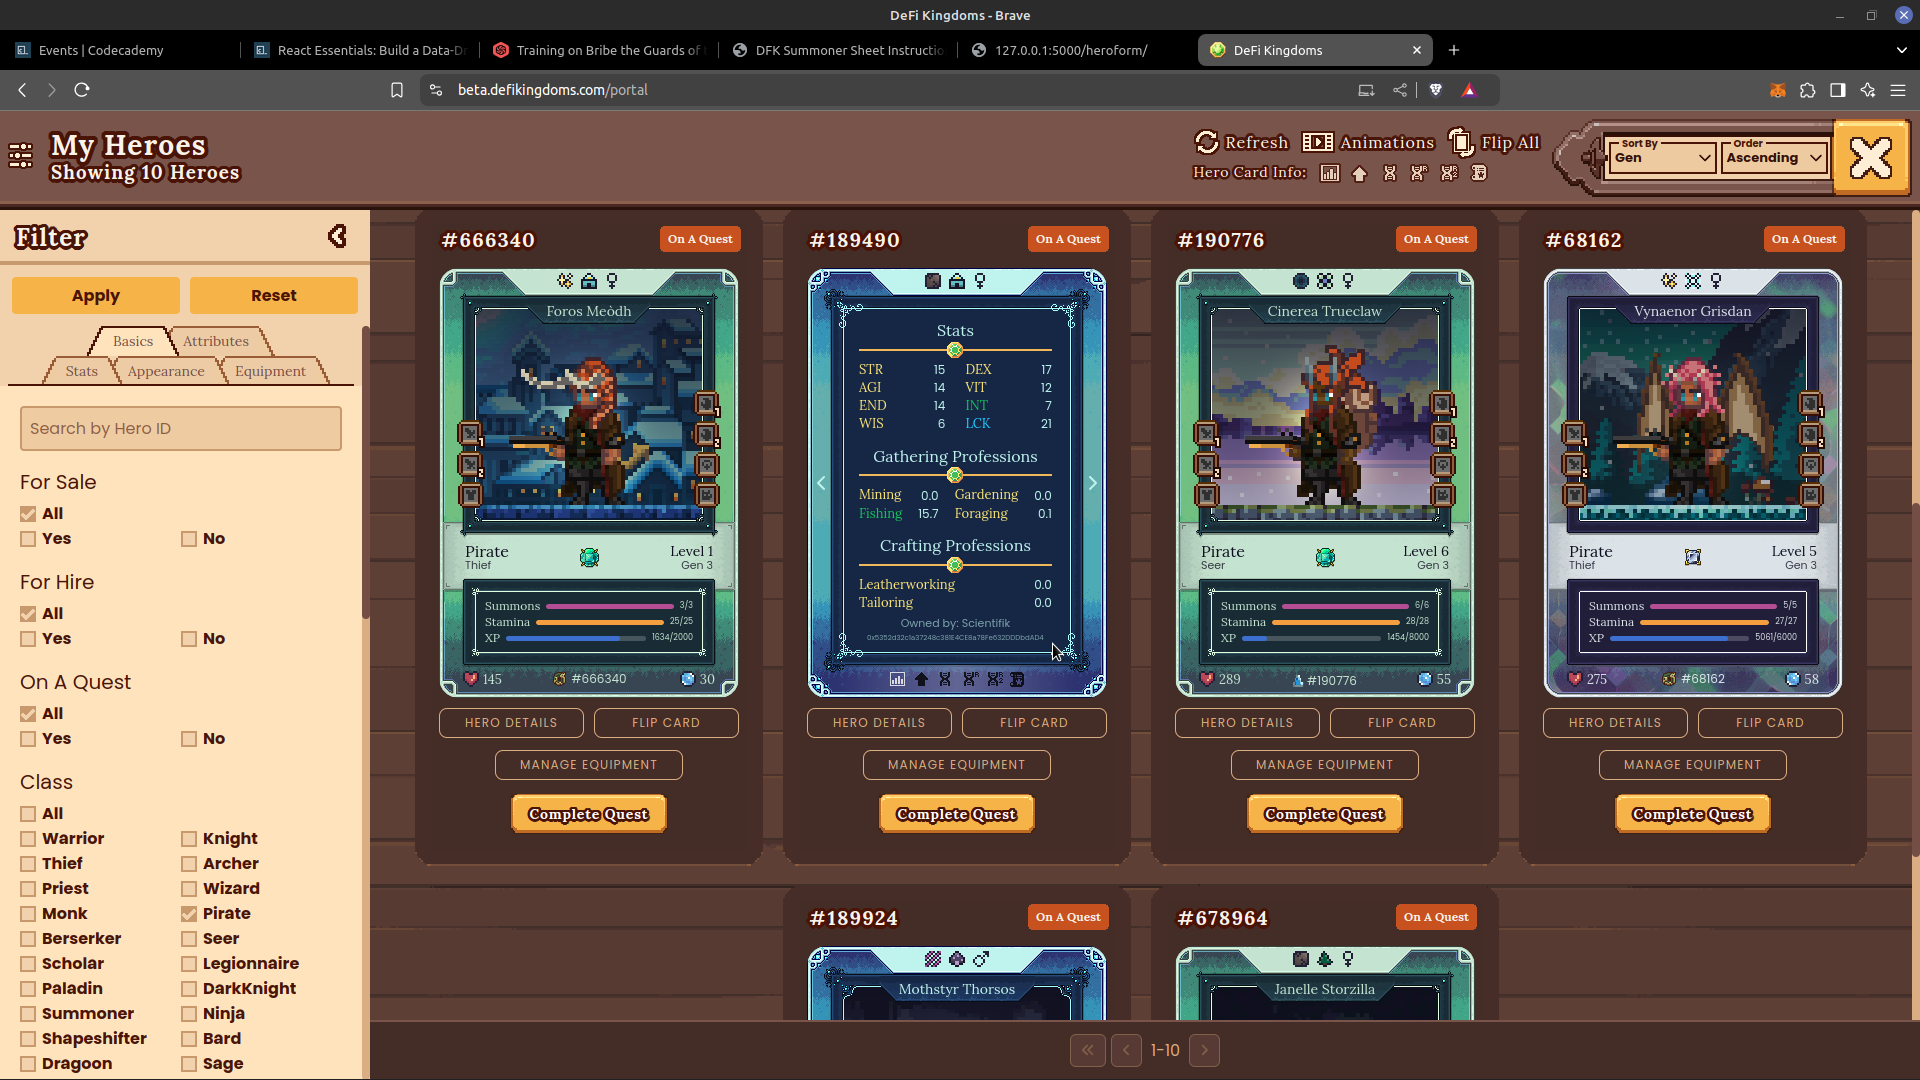 DeFi Kingdoms - Brave
Events | Codecademy
React Essentials: Build a Data-Dr
Training on Bribe the Guards of
DFK Summoner Sheet Instructio
127.0.0.1:5000/heroform/
DeFi Kingdoms
beta.defikingdoms.com/portal
My Heroes
Showing 10 Heroes
Refresh
Animations
Flip All
Hero Card Info:
Sort By
Gen
Order
Ascending
Filter
Apply
Reset
Basics
Attributes
Stats
Appearance
Equipment
Search by Hero ID
For Sale
All
Yes No
For Hire
All
Yes No
On A Quest
All
Yes No
Class
All
Warrior Knight
Thief Archer
Priest Wizard
Monk Pirate
Berserker Seer
Scholar Legionnaire
Paladin DarkKnight
Summoner Ninja
Shapeshifter Bard
Dragoon Sage
#666340 On A Quest
Foros Meòdh
Pirate Level 1
Thief Gen 3
Summons 3/3
Stamina 25/25
XP 1634/2000
145 #666340 30
HERO DETAILS FLIP CARD
MANAGE EQUIPMENT
Complete Quest
#189490 On A Quest
Stats
STR 15 DEX 17
AGI 14 VIT 12
END 14 INT 7
WIS 6 LCK 21
Gathering Professions
Mining 0.0 Gardening 0.0
Fishing 15.7 Foraging 0.1
Crafting Professions
Leatherworking 0.0
Tailoring 0.0
Owned by: Scientifik
HERO DETAILS FLIP CARD
MANAGE EQUIPMENT
Complete Quest
#190776 On A Quest
Cinerea Trueclaw
Pirate Level 6
Seer Gen 3
Summons 6/6
Stamina 28/28
XP 1454/8000
289 #190776 55
HERO DETAILS FLIP CARD
MANAGE EQUIPMENT
Complete Quest
#68162 On A Quest
Vynaenor Grisdan
Pirate Level 5
Thief Gen 3
Summons 5/5
Stamina 27/27
XP 5061/6000
275 #68162 58
HERO DETAILS FLIP CARD
MANAGE EQUIPMENT
Complete Quest
#189924 On A Quest
Mothstyr Thorsos
#678964 On A Quest
Janelle Storzilla
1-10